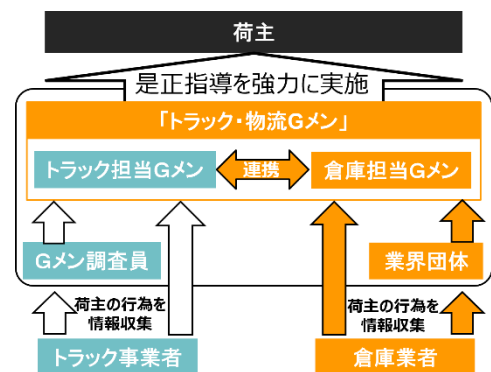 荷主
是正指導を強力に実施
「トラック・物流Gメン」
トラック担当Gメン
連携
倉庫担当Gメン
Gメン調査員
業界団体
荷主の行為を
情報収集
荷主の行為を
情報収集
トラック事業者
倉庫業者